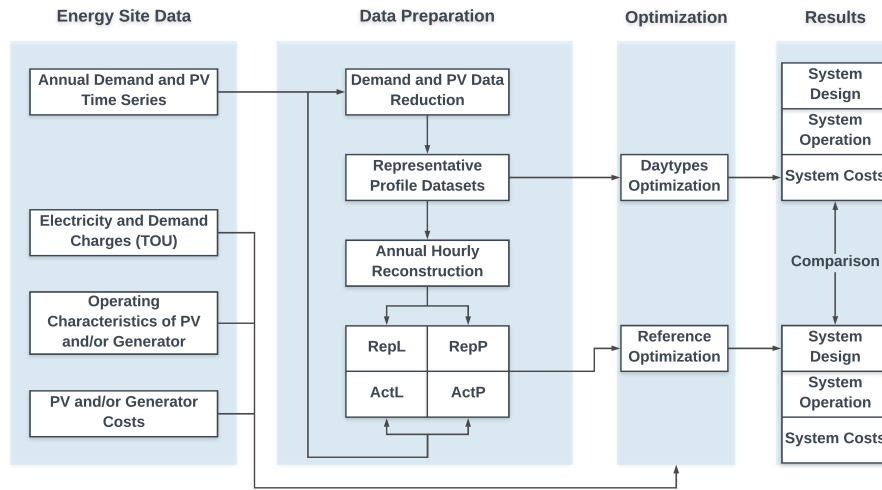 Energy Site Data
Data Preparation
Optimization
Results
Annual Demand and PV
Time Series
Electricity and Demand
Charges (TOU)
Operating
Characteristics of PV
and/or Generator
PV and/or Generator
Costs
Demand and PV Data
Reduction
Representative
Profile Datasets
Annual Hourly
Reconstruction
RepL
RepP
ActL
ActP
Daytypes
Optimization
Reference
Optimization
System
Design
System
Operation
System Costs
Comparison
System
Design
System
Operation
System Costs